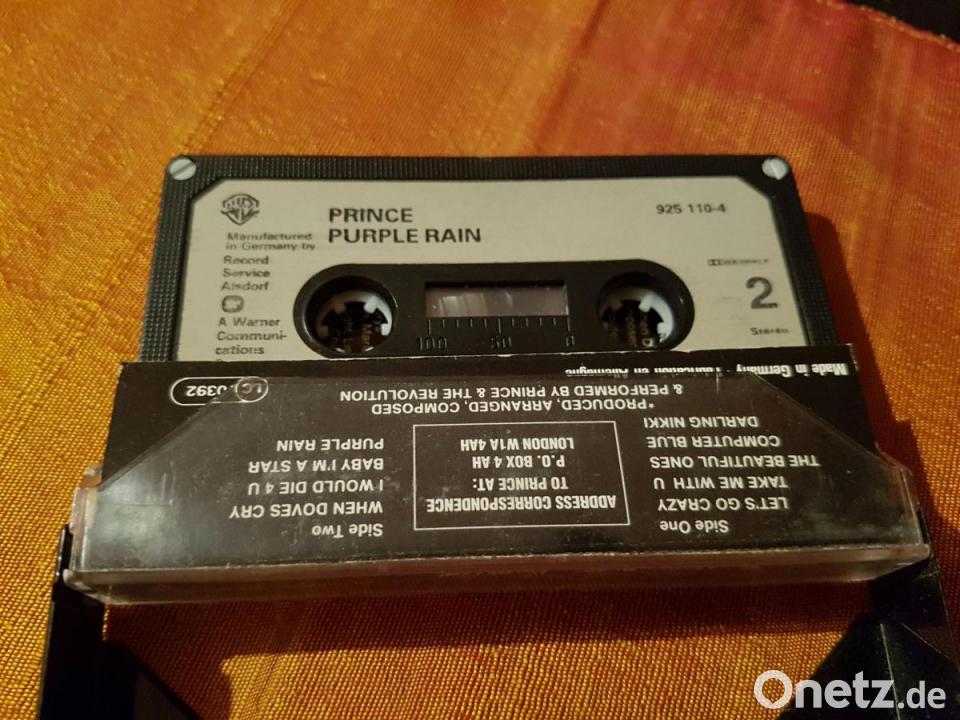 PRINCE
PURPLE RAIN
925 110-4
Manufactured
in Germany by
Record
Service
Alsdorf
A Warner
Communi-
cations
2
Stereo
100 50 0
Made in Germany · Fabrication en Allemagne
LC 0392
*PRODUCED, ARRANGED, COMPOSED
& PERFORMED BY PRINCE & THE REVOLUTION
Side One
LET'S GO CRAZY
TAKE ME WITH U
THE BEAUTIFUL ONES
COMPUTER BLUE
DARLING NIKKI
ADDRESS CORRESPONDENCE
TO PRINCE AT:
P.O. BOX 4 AH
LONDON W1A 4AH
Side Two
WHEN DOVES CRY
I WOULD DIE 4 U
BABY I'M A STAR
PURPLE RAIN
Onetz.de